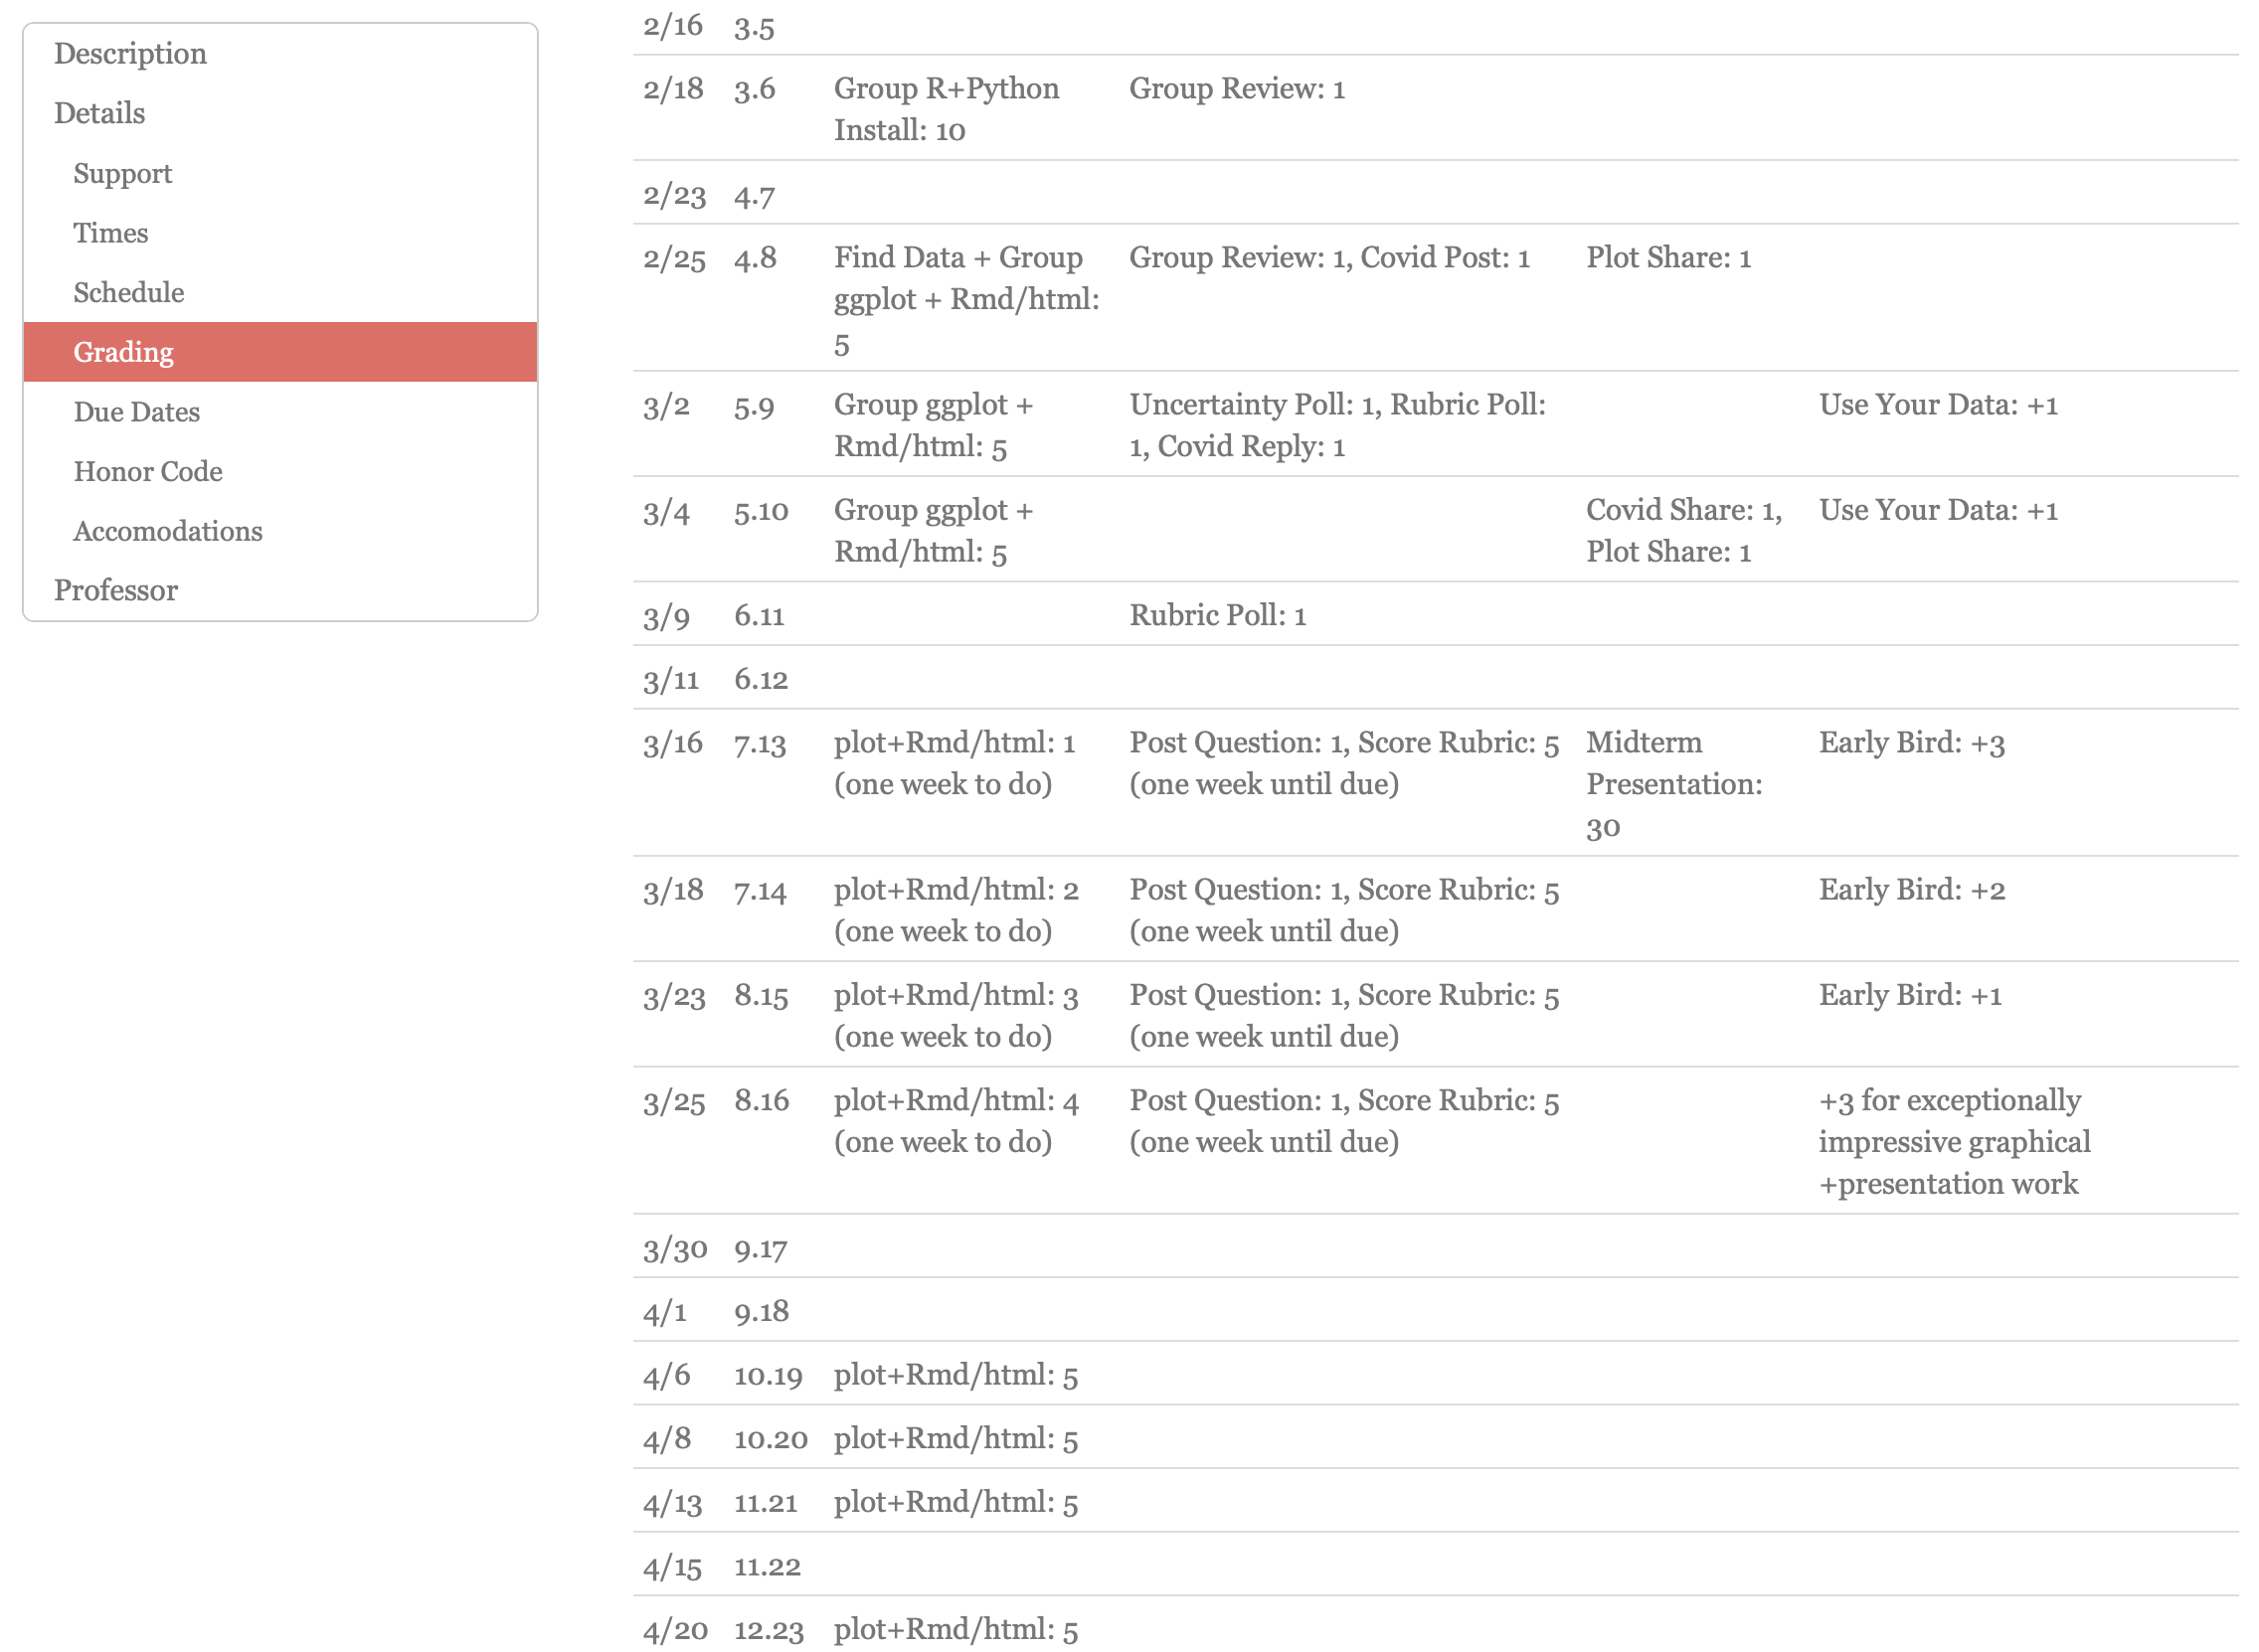 Description
Details
Support
Times
Schedule
Grading
Due Dates
Honor Code
Accomodations
Professor
2/16 3.5
2/18 3.6 Group R+Python Group Review: 1
Install: 10
2/23 4.7
2/25 4.8 Find Data + Group Group Review: 1, Covid Post: 1 Plot Share: 1
ggplot + Rmd/html:
5
3/2 5.9 Group ggplot + Uncertainty Poll: 1, Rubric Poll: Use Your Data: +1
Rmd/html: 5 1, Covid Reply: 1
3/4 5.10 Group ggplot + Covid Share: 1, Use Your Data: +1
Rmd/html: 5 Plot Share: 1
3/9 6.11 Rubric Poll: 1
3/11 6.12
3/16 7.13 plot+Rmd/html: 1 Post Question: 1, Score Rubric: 5 Midterm Early Bird: +3
(one week to do) (one week until due) Presentation:
30
3/18 7.14 plot+Rmd/html: 2 Post Question: 1, Score Rubric: 5 Early Bird: +2
(one week to do) (one week until due)
3/23 8.15 plot+Rmd/html: 3 Post Question: 1, Score Rubric: 5 Early Bird: +1
(one week to do) (one week until due)
3/25 8.16 plot+Rmd/html: 4 Post Question: 1, Score Rubric: 5 +3 for exceptionally
(one week to do) (one week until due) impressive graphical
+presentation work
3/30 9.17
4/1 9.18
4/6 10.19 plot+Rmd/html: 5
4/8 10.20 plot+Rmd/html: 5
4/13 11.21 plot+Rmd/html: 5
4/15 11.22
4/20 12.23 plot+Rmd/html: 5